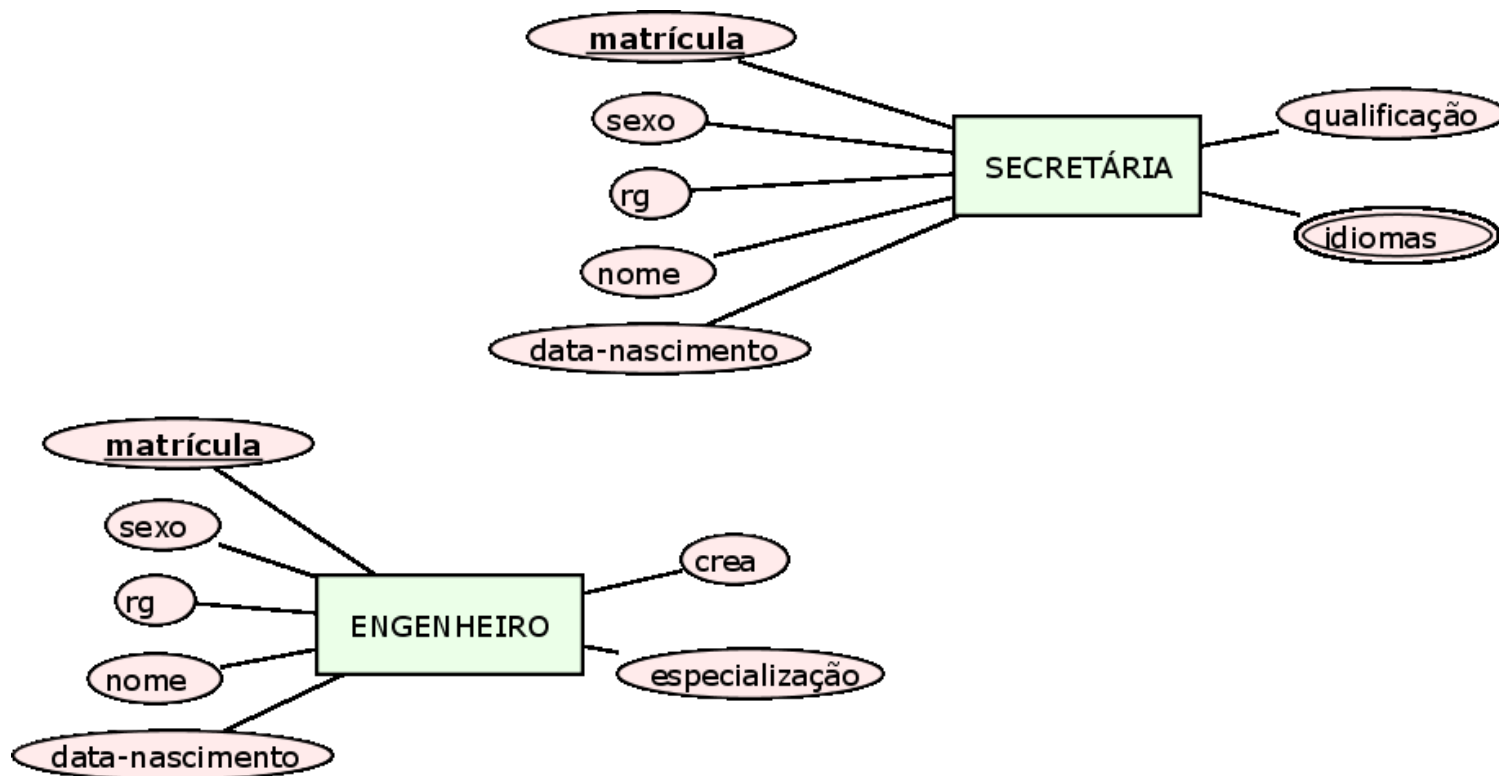 matrícula
sexo
rg
nome
data-nascimento
SECRETÁRIA
qualificação
idiomas
matrícula
sexo
rg
nome
data-nascimento
ENGENHEIRO
crea
especialização